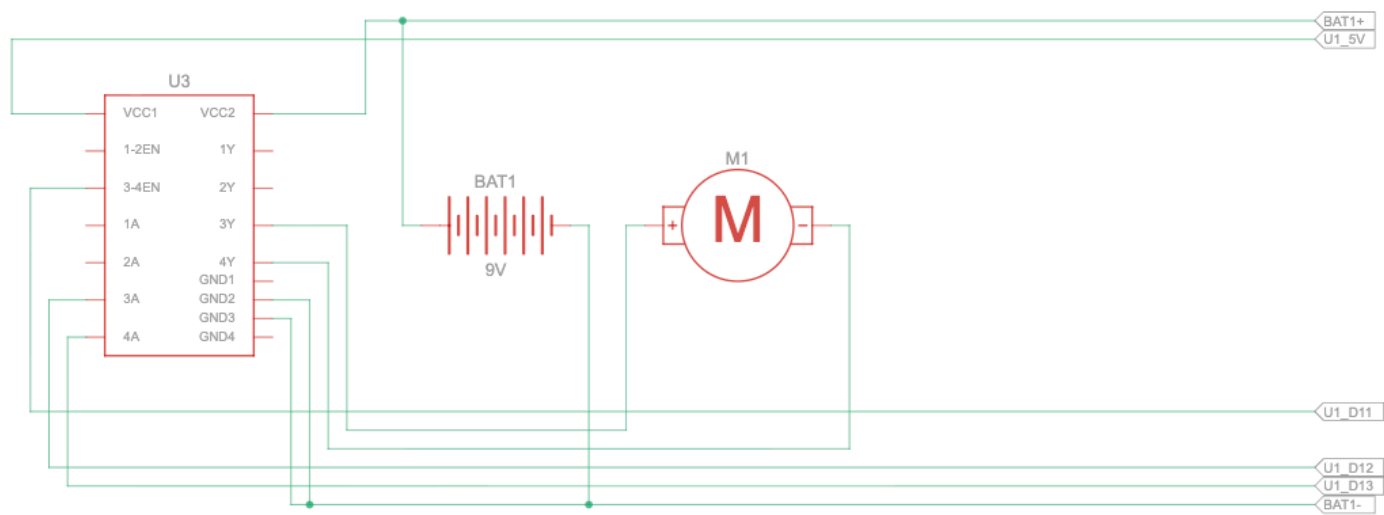 BAT1+
U1_5V
U3
VCC1 VCC2
1-2EN 1Y
3-4EN 2Y
1A 3Y
2A 4Y
GND1
3A GND2
GND3
4A GND4
BAT1
9V
M1
+ M −
U1_D11
U1_D12
U1_D13
BAT1-